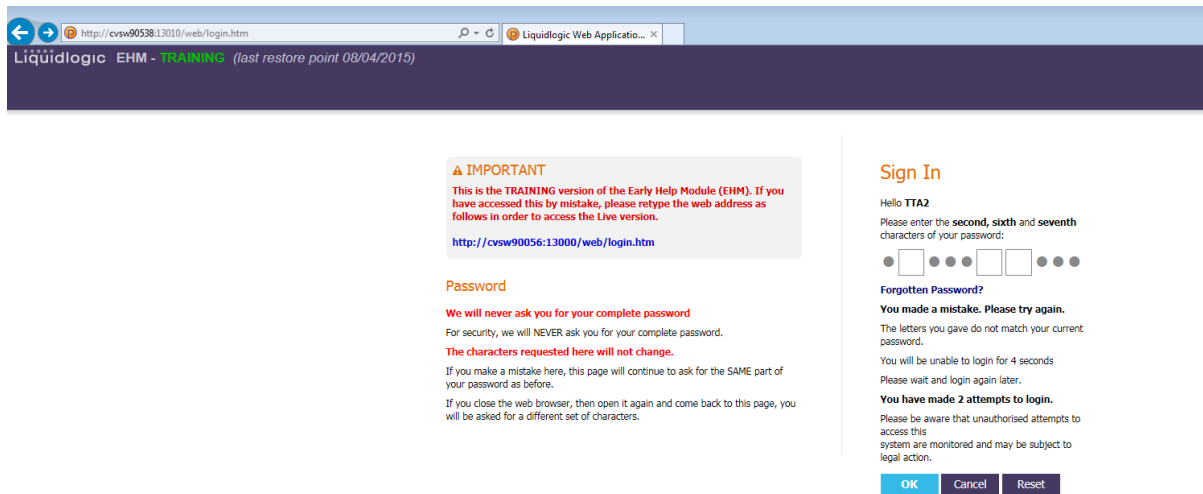 http://cvsw90538:13010/web/login.htm
Liquidlogic Web Applicatio...
Liquidlogic EHM - TRAINING (last restore point 08/04/2015)
IMPORTANT
This is the TRAINING version of the Early Help Module (EHM). If you
have accessed this by mistake, please retype the web address as
follows in order to access the Live version.
http://cvsw90056:13000/web/login.htm
Password
We will never ask you for your complete password
For security, we will NEVER ask you for your complete password.
The characters requested here will not change.
If you make a mistake here, this page will continue to ask for the SAME part of
your password as before.
If you close the web browser, then open it again and come back to this page, you
will be asked for a different set of characters.
Sign In
Hello TTA2
Please enter the second, sixth and seventh
characters of your password:
Forgotten Password?
You made a mistake. Please try again.
The letters you gave do not match your current
password.
You will be unable to login for 4 seconds
Please wait and login again later.
You have made 2 attempts to login.
Please be aware that unauthorised attempts to
access this
system are monitored and may be subject to
legal action.
OK Cancel Reset